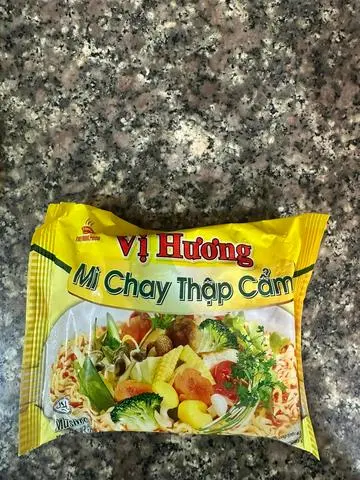 Vị Hương
Mì Chay Thập Cẩm